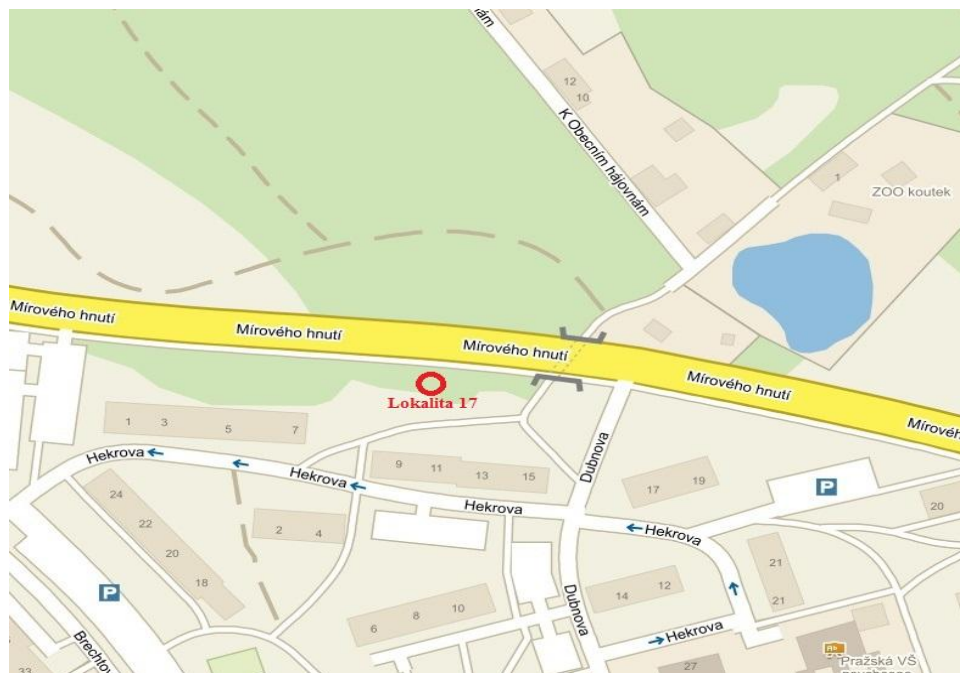 12
10
K Obecním hájovnám
1
ZOO koutek
Mírového hnutí
Mírového hnutí
Mírového hnutí
Mírového hnutí
Lokalita 17
1 3 5 7
Hekrova
Hekrova
9 11 13 15
Hekrova
Dubnova
17 19
P
20
Hekrova
24
22
20
18
2 4
P
6 8 10
Dubnova
14 12
21
21
Hekrova
27
Pražská VŠ
Brechtov
33